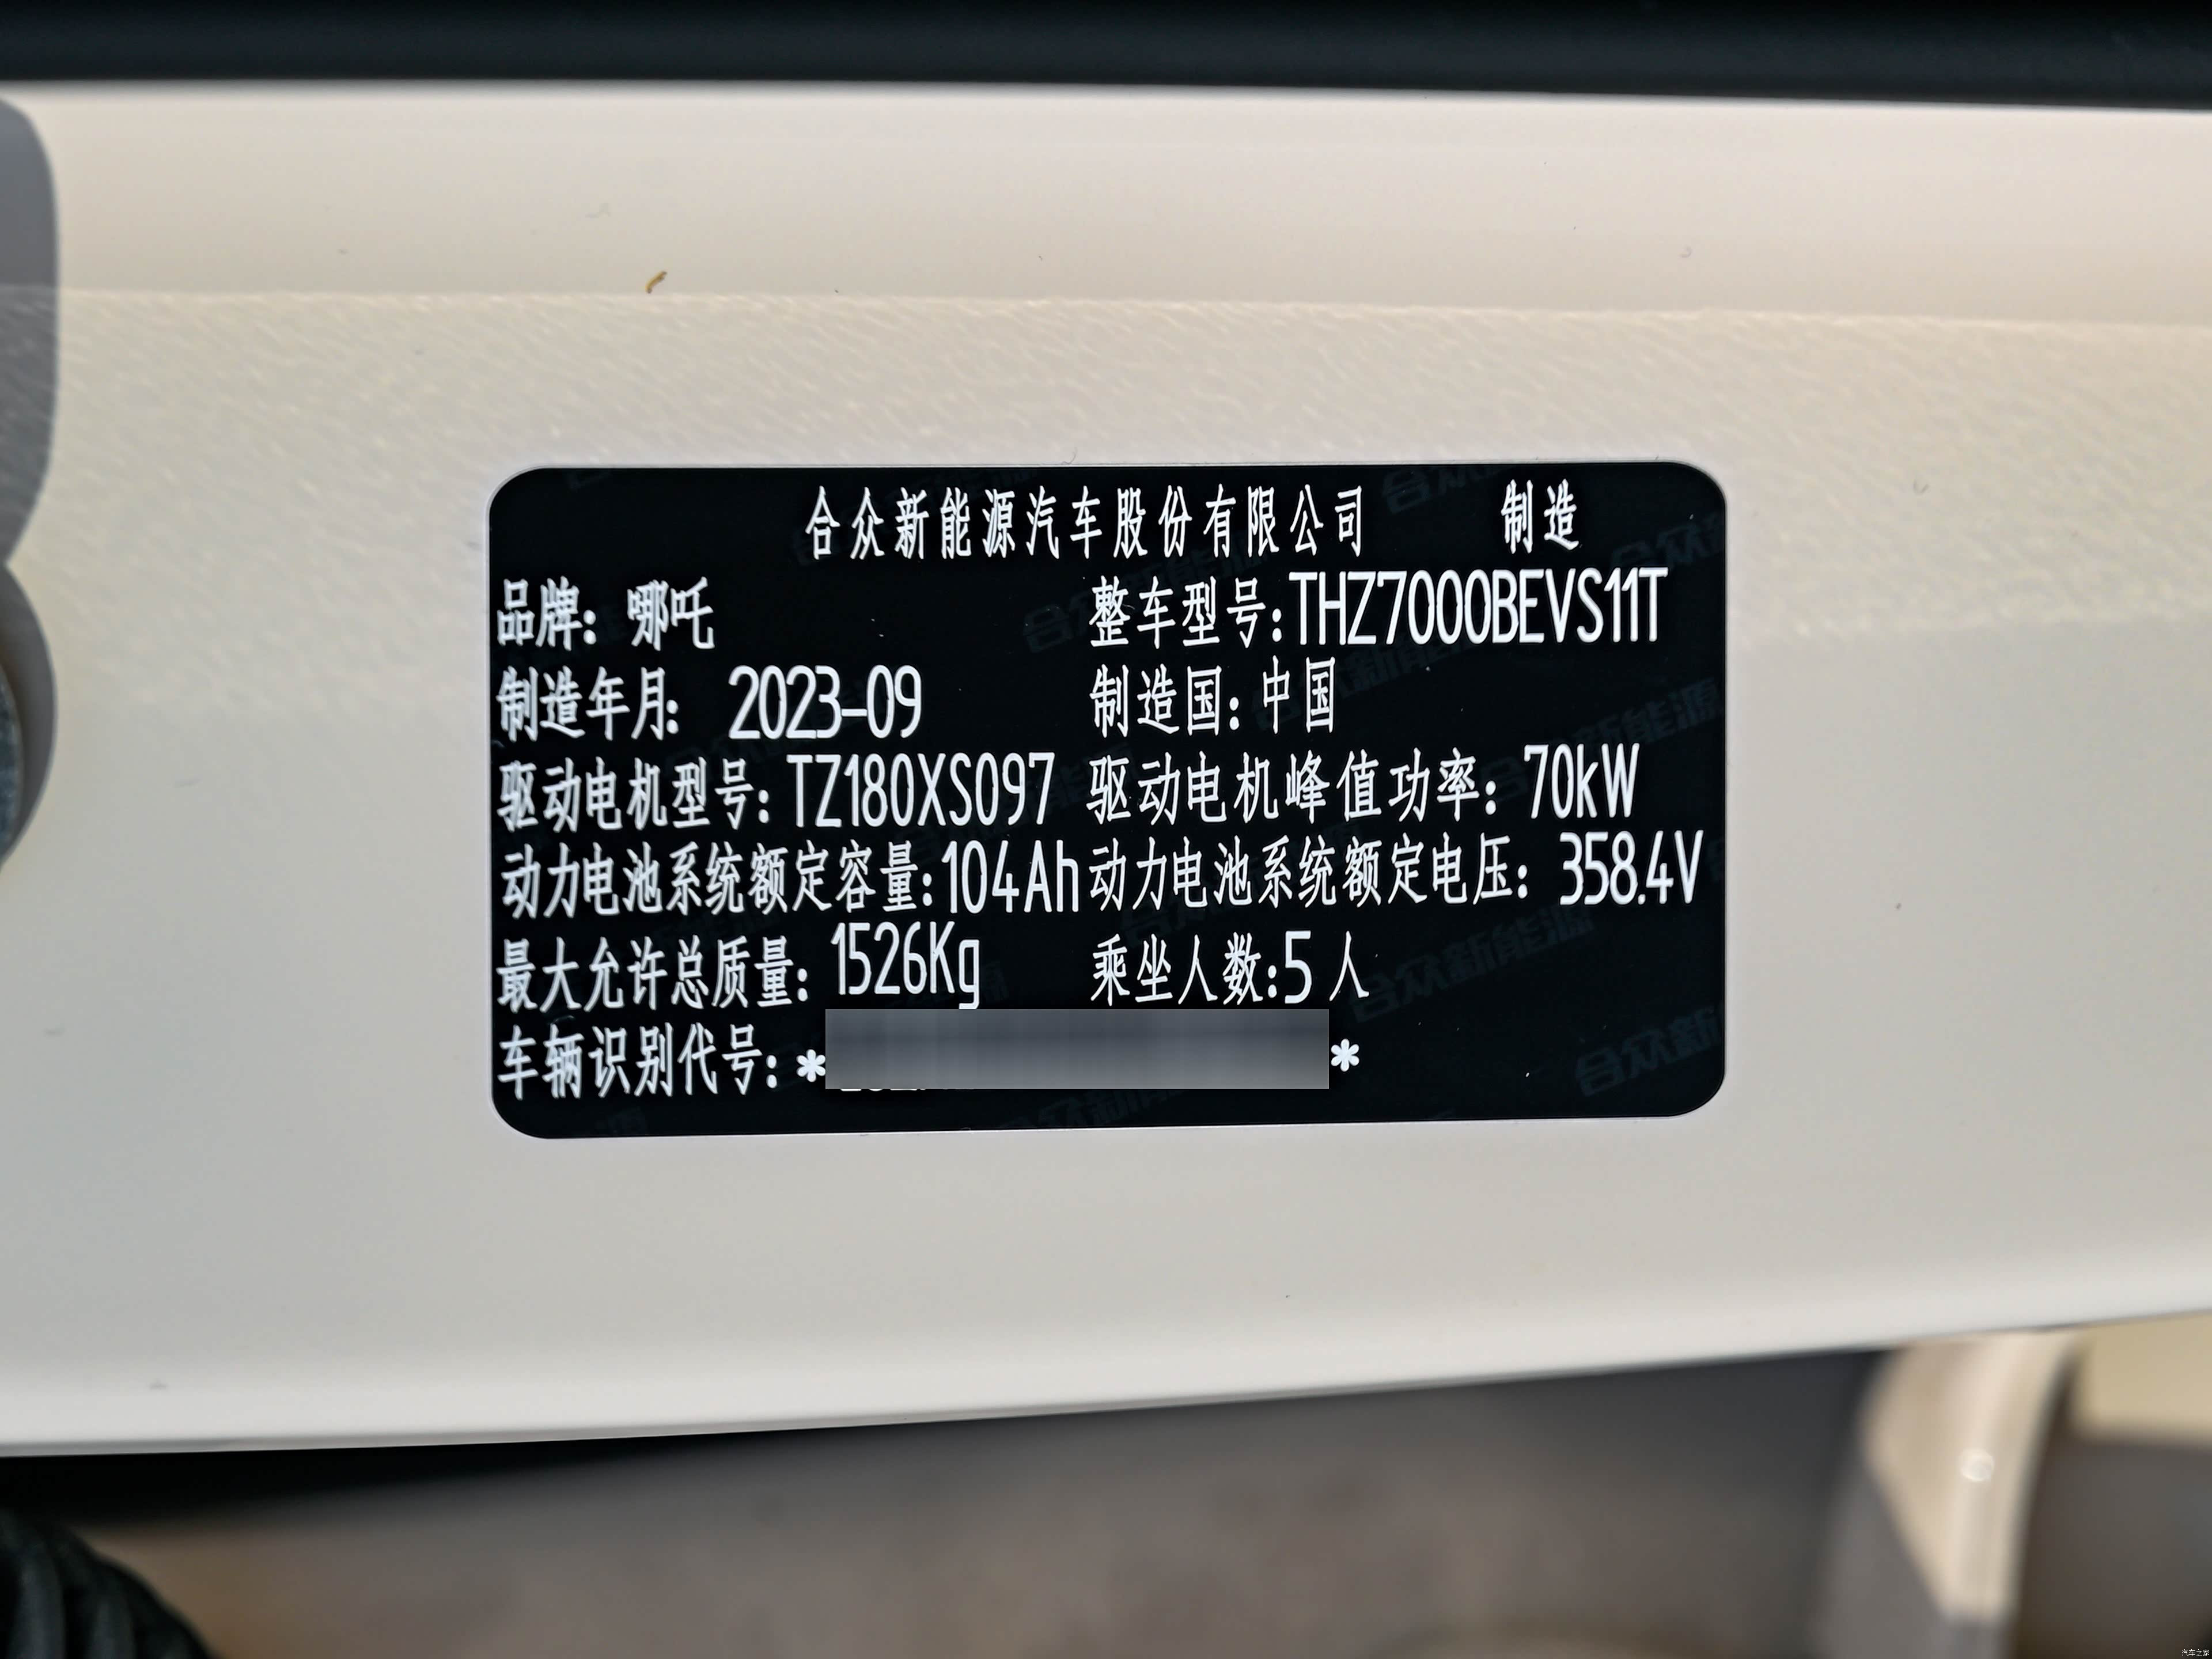 合众新能源汽车股份有限公司 制造
品牌：哪吒 整车型号:THZ7000BEVS11T
制造年月： 2023-09 制造国:中国
驱动电机型号:TZ180XS097 驱动电机峰值功率：70kW
动力电池系统额定容量:104Ah 动力电池系统额定电压：358.4V
最大允许总质量：1526Kg 乘坐人数:5 人
车辆识别代号:* *
汽车之家